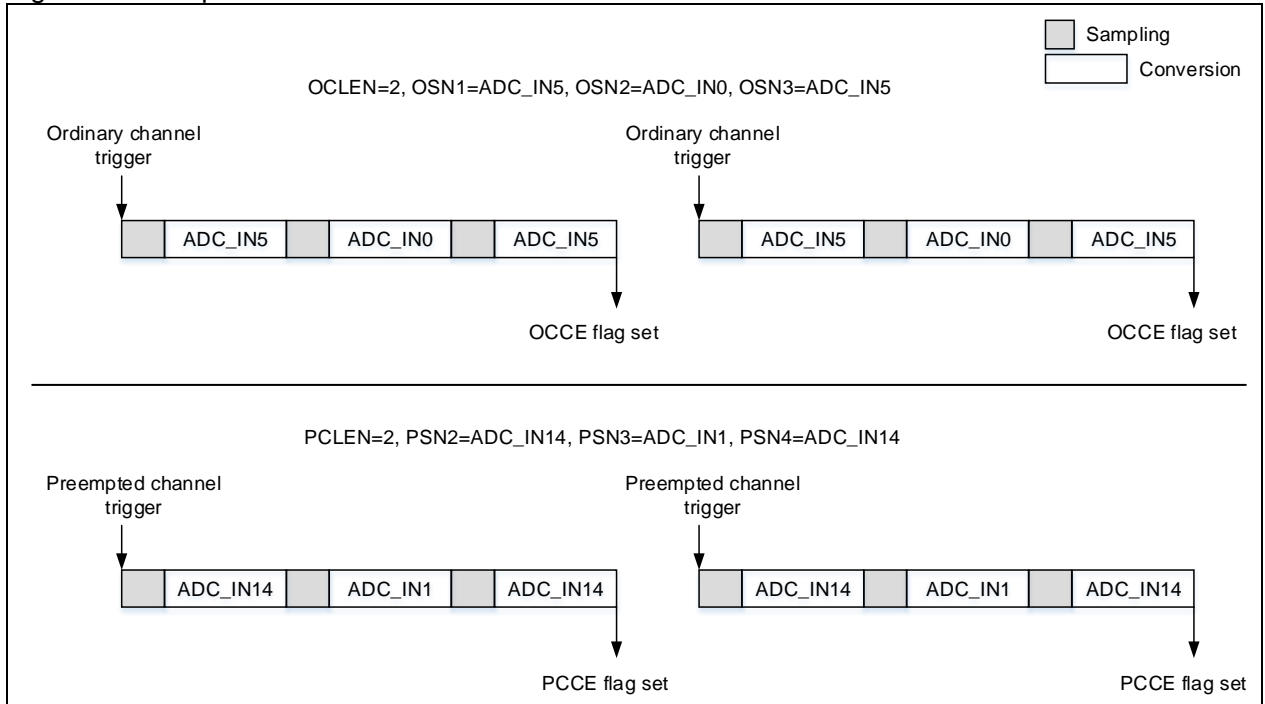 Sampling
Conversion
OCLEN=2, OSN1=ADC_IN5, OSN2=ADC_IN0, OSN3=ADC_IN5
Ordinary channel
trigger
Ordinary channel
trigger
ADC_IN5 ADC_IN0 ADC_IN5 ADC_IN5 ADC_IN0 ADC_IN5
OCCE flag set OCCE flag set
PCLEN=2, PSN2=ADC_IN14, PSN3=ADC_IN1, PSN4=ADC_IN14
Preempted channel
trigger
Preempted channel
trigger
ADC_IN14 ADC_IN1 ADC_IN14 ADC_IN14 ADC_IN1 ADC_IN14
PCCE flag set PCCE flag set